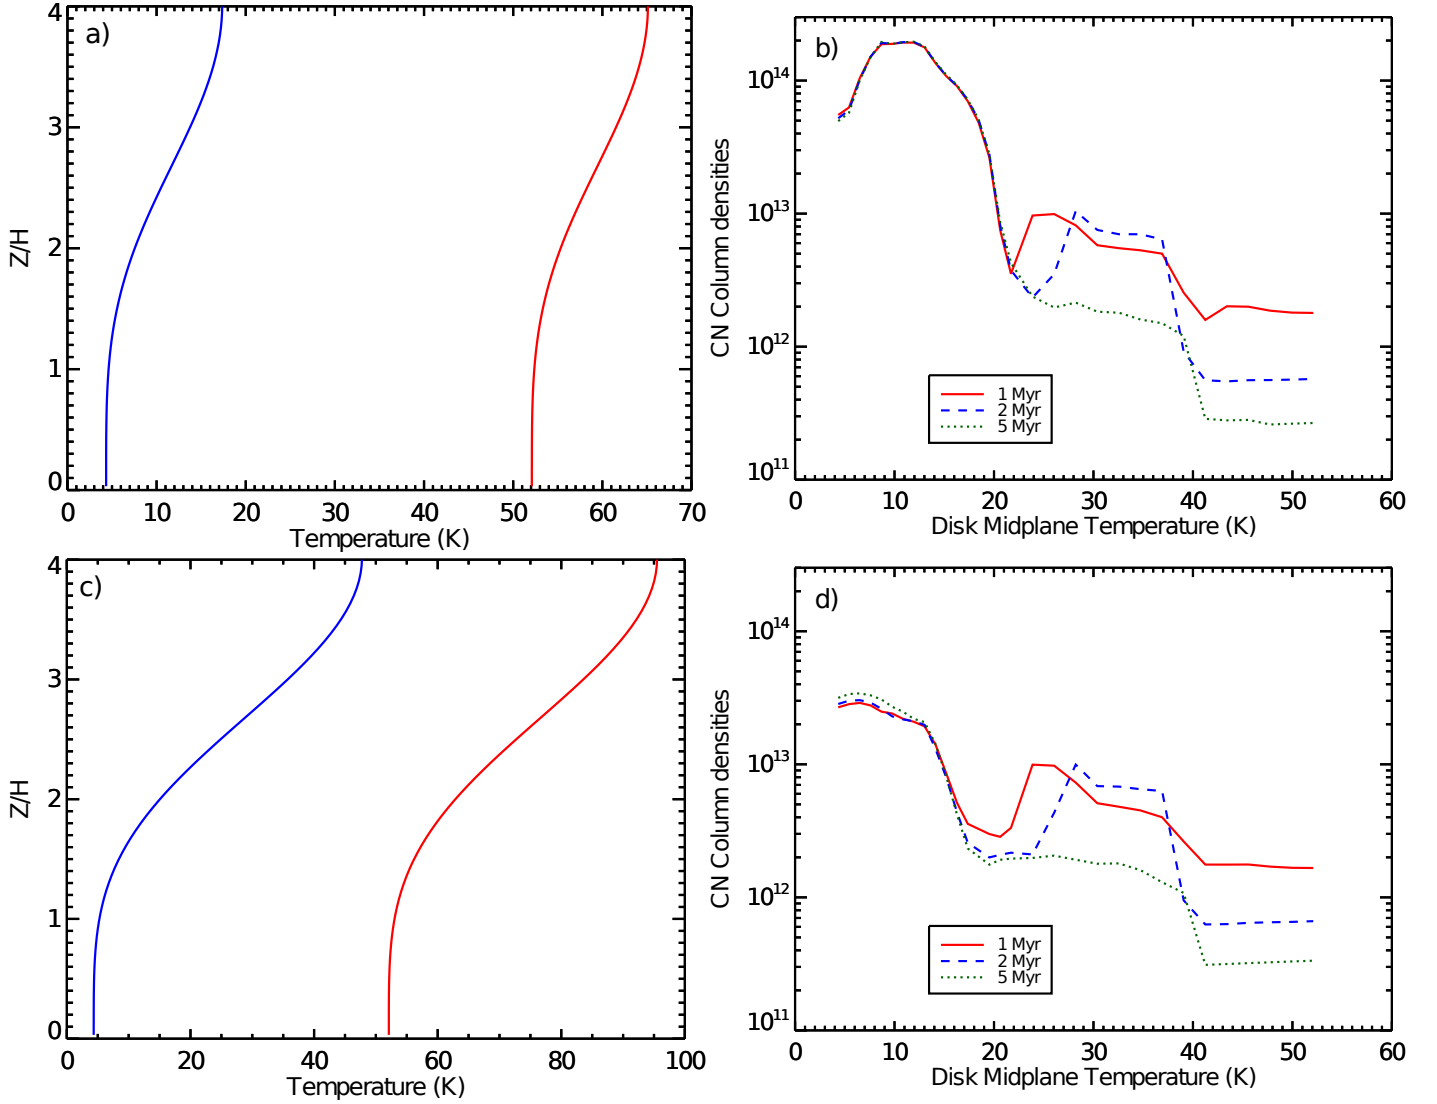 a)
4
3
2
1
0
Z/H
0 10 20 30 40 50 60 70
Temperature (K)
b)
10^14
10^13
10^12
10^11
CN Column densities
1 Myr
2 Myr
5 Myr
0 10 20 30 40 50 60
Disk Midplane Temperature (K)
c)
4
3
2
1
0
Z/H
0 20 40 60 80 100
Temperature (K)
d)
10^14
10^13
10^12
10^11
CN Column densities
1 Myr
2 Myr
5 Myr
0 10 20 30 40 50 60
Disk Midplane Temperature (K)